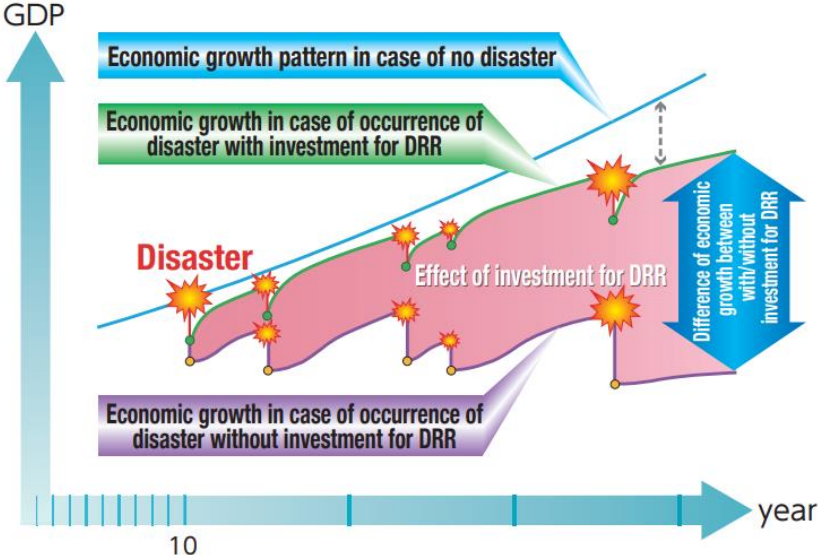 GDP
Economic growth pattern in case of no disaster
Economic growth in case of occurrence of
disaster with investment for DRR
Disaster
Effect of investment for DRR
Difference of economic
growth between
with/without
investment for DRR
Economic growth in case of occurrence of
disaster without investment for DRR
year
10